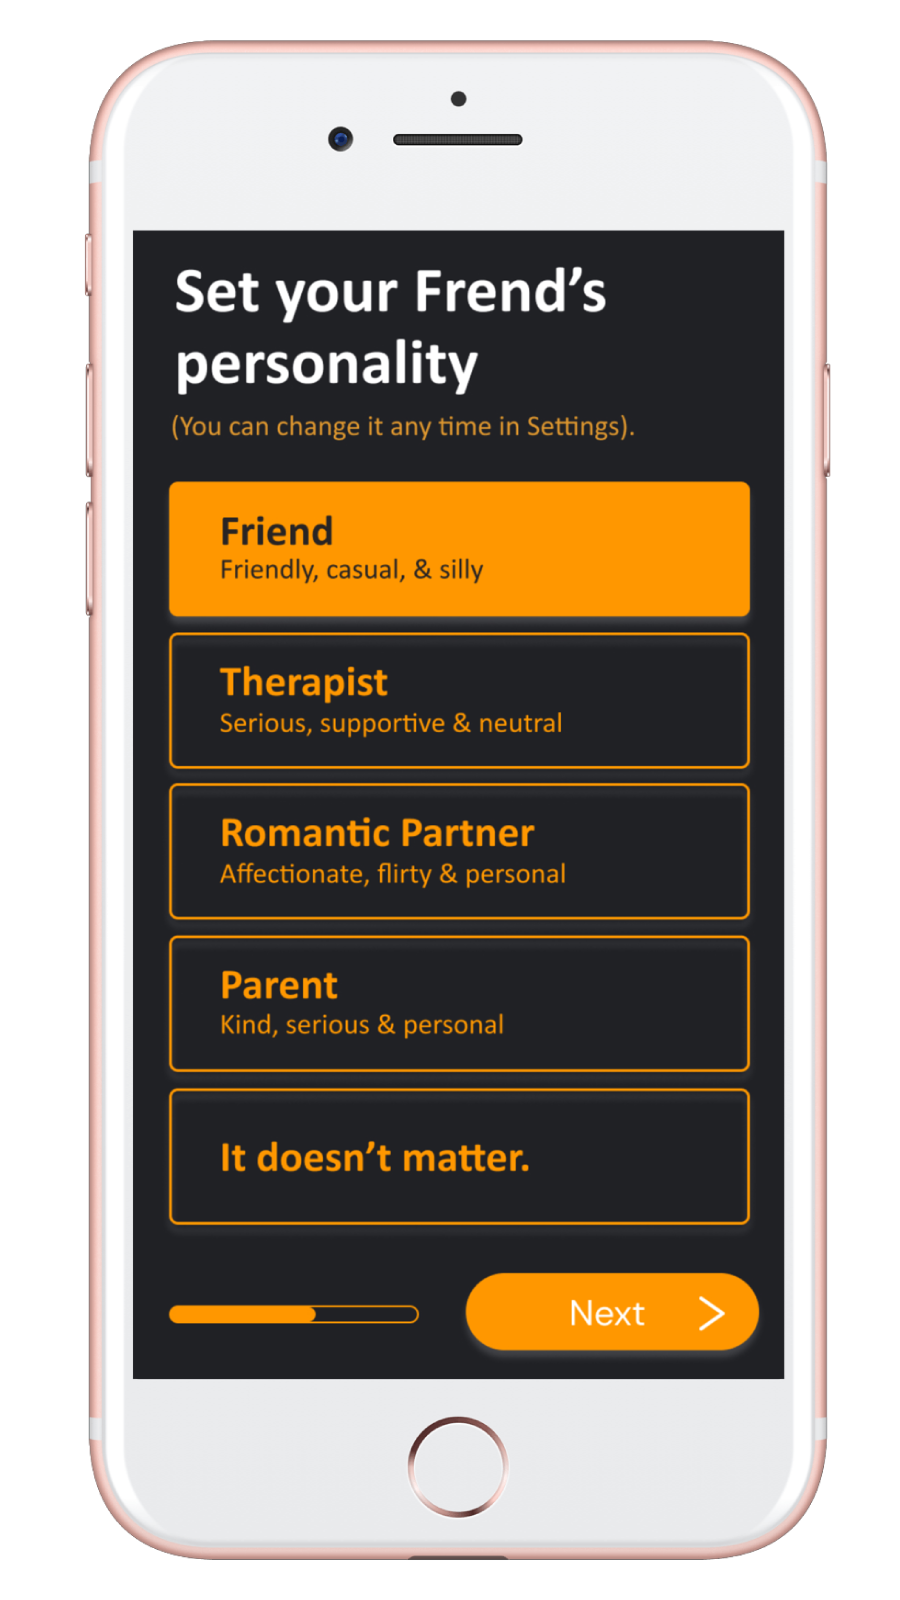 Set your Frend’s
personality
(You can change it any time in Settings).
Friend
Friendly, casual, & silly
Therapist
Serious, supportive & neutral
Romantic Partner
Affectionate, flirty & personal
Parent
Kind, serious & personal
It doesn’t matter.
Next